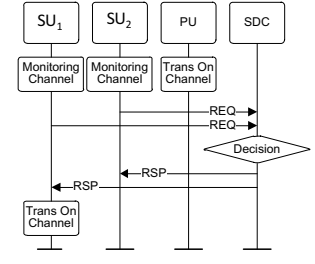 SU₁ SU₂ PU SDC
Monitoring Channel
Monitoring Channel
Trans On Channel
REQ
REQ
Decision
RSP
RSP
Trans On Channel